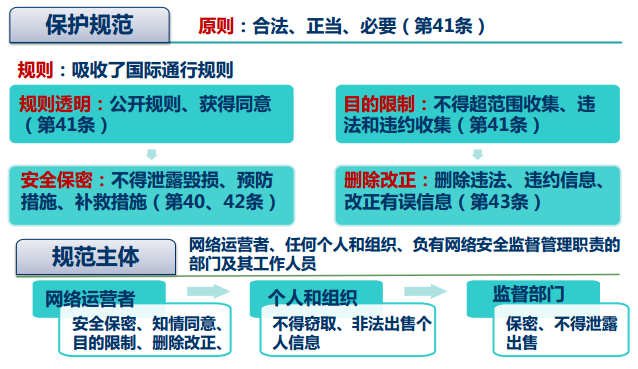 保护规范
原则：合法、正当、必要（第41条）
规则：吸收了国际通行规则
规则透明：公开规则、获得同意
（第41条）
目的限制：不得超范围收集、违
法和违约收集（第41条）
安全保密：不得泄露毁损、预防
措施、补救措施（第40、42条）
删除改正：删除违法、违约信息、
改正有误信息（第43条）
规范主体
网络运营者、任何个人和组织、负有网络安全监督管理职责的
部门及其工作人员
网络运营者
安全保密、知情同意、
目的限制、删除改正、
个人和组织
不得窃取、非法出售个
人信息
监督部门
保密、不得泄露
出售